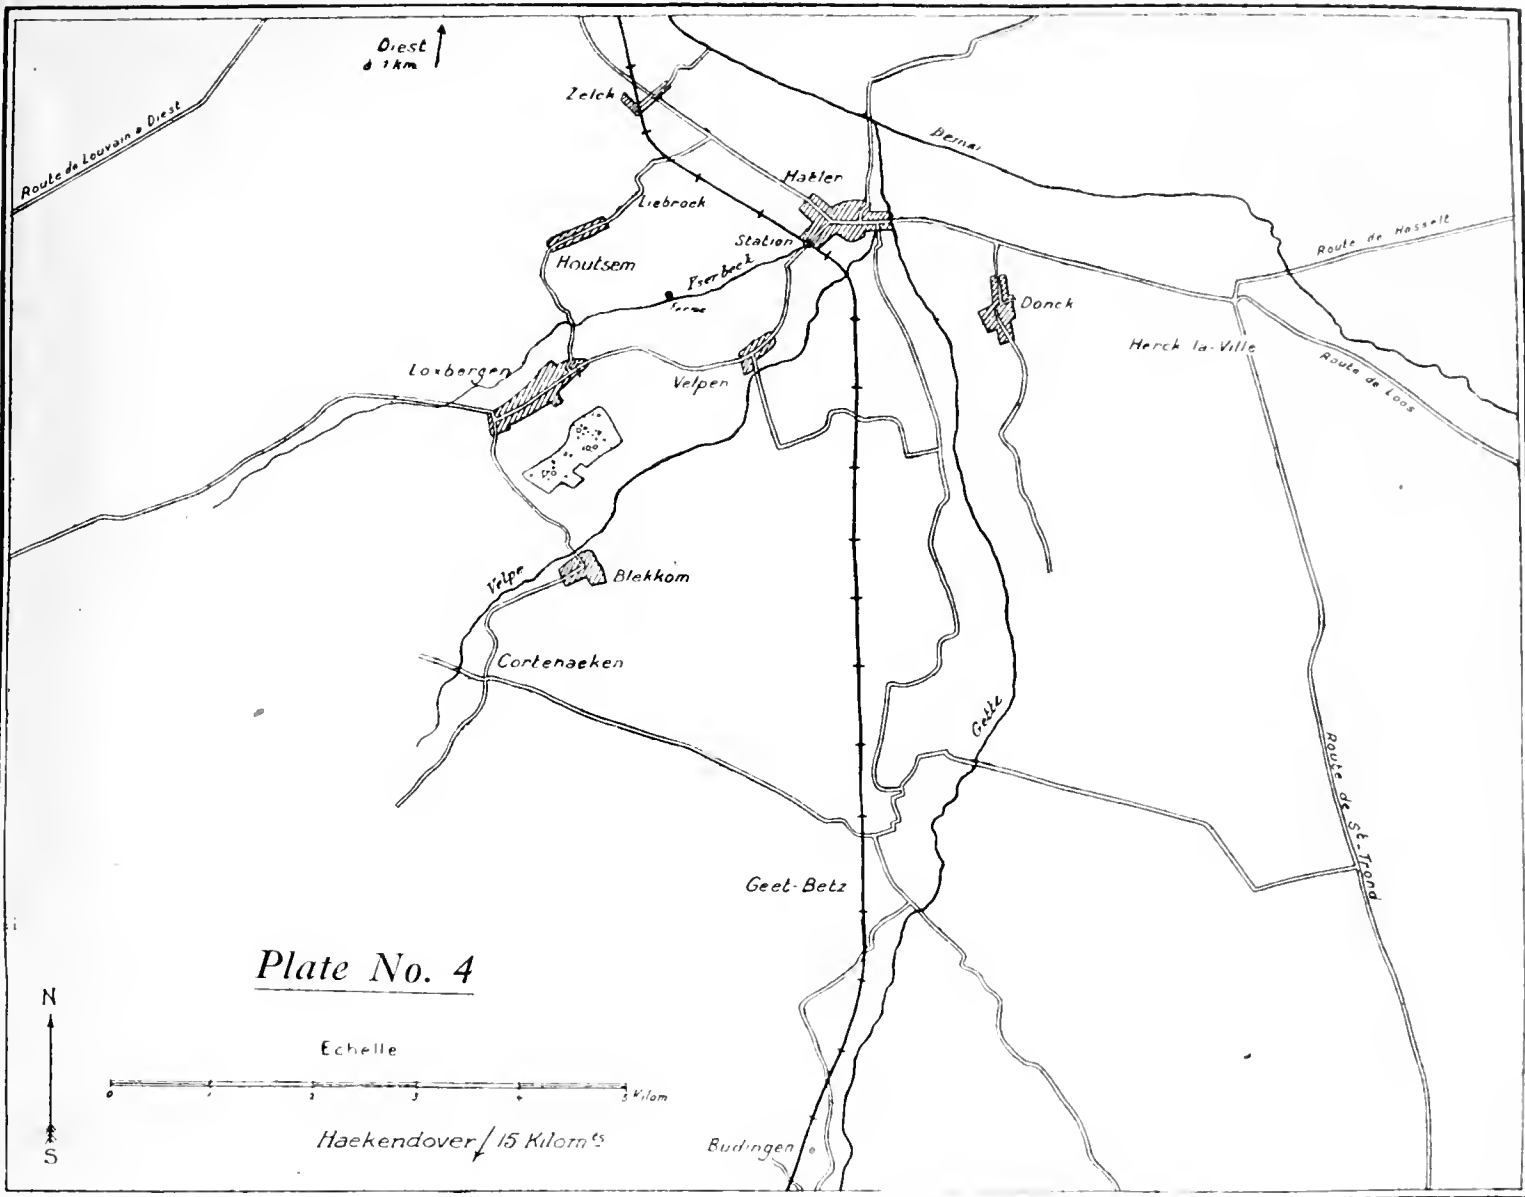 Diest
à 1 km
Zelck
Route de Louvain à Diest
Demer
Haelen
Liebroek
Station
Route de Hasselt
Houtsem
Yserbeck
Ferme
Donck
Herck la-Ville
Loxbergen
Velpen
Route de Loos
Velpe
Blekkom
Cortenaeken
Gette
Route de St-Trond
Geet-Betz
Plate No. 4
N
Echelle
0 1 2 3 4 5 Kilom
S
Haekendover 15 Kilomts
Budingen